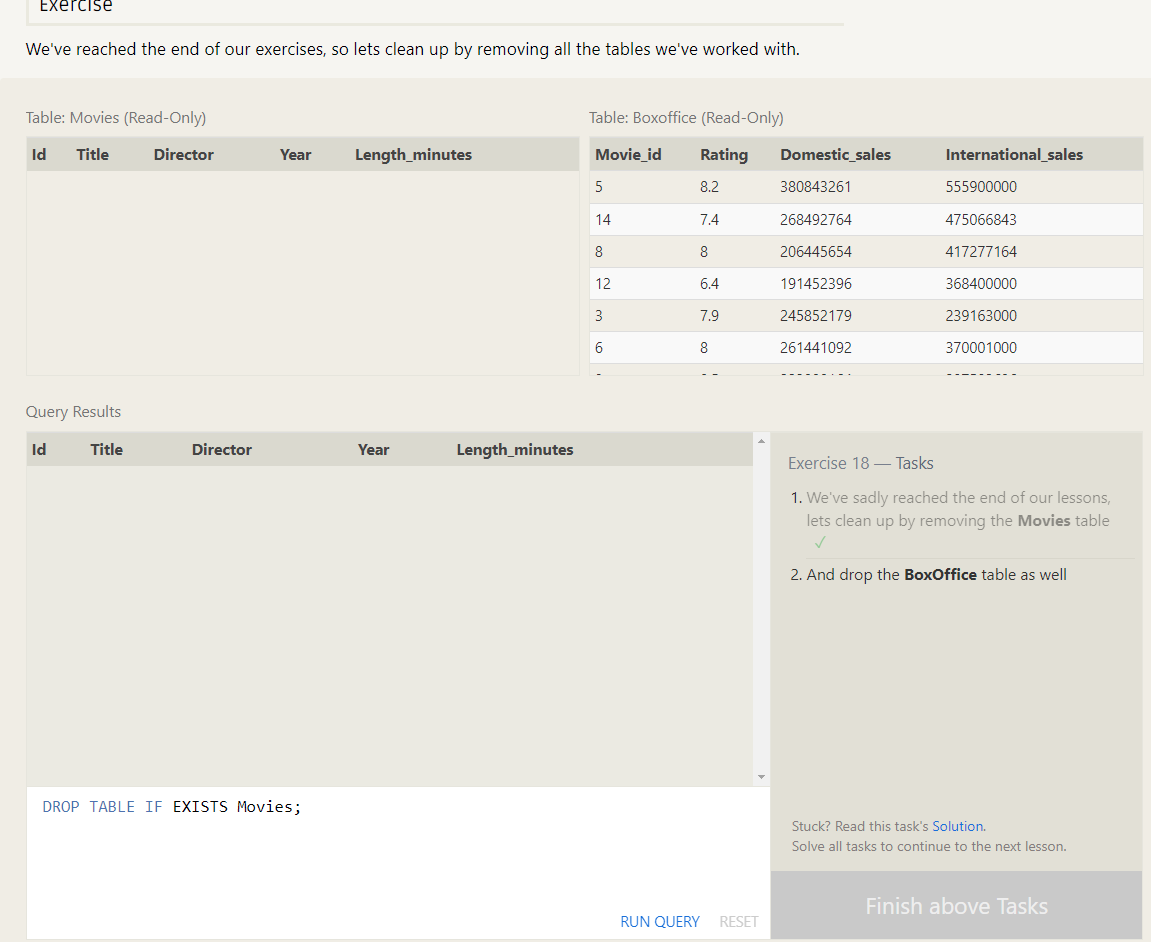 Exercise
We've reached the end of our exercises, so lets clean up by removing all the tables we've worked with.
Table: Movies (Read-Only)
Table: Boxoffice (Read-Only)
Id Title Director Year Length_minutes
Movie_id Rating Domestic_sales International_sales
5 8.2 380843261 555900000
14 7.4 268492764 475066843
8 8 206445654 417277164
12 6.4 191452396 368400000
3 7.9 245852179 239163000
6 8 261441092 370001000
Query Results
Id Title Director Year Length_minutes
Exercise 18 — Tasks
1. We've sadly reached the end of our lessons,
lets clean up by removing the Movies table
✓
2. And drop the BoxOffice table as well
DROP TABLE IF EXISTS Movies;
Stuck? Read this task's Solution.
Solve all tasks to continue to the next lesson.
RUN QUERY RESET
Finish above Tasks